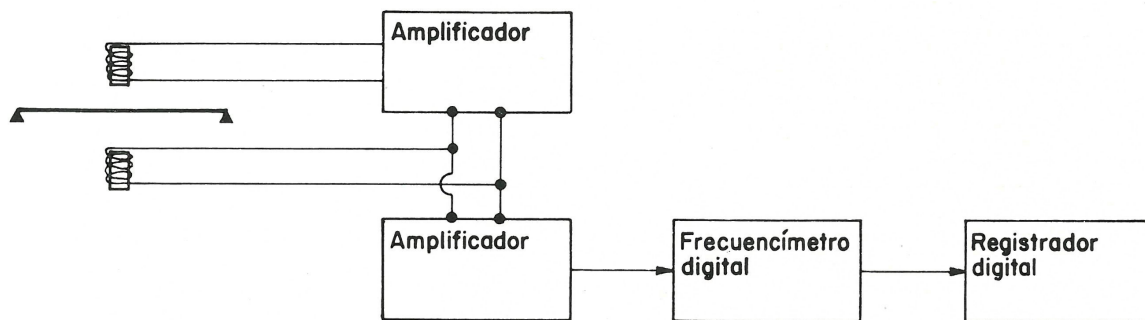 Amplificador
Amplificador
Frecuencímetro
digital
Registrador
digital